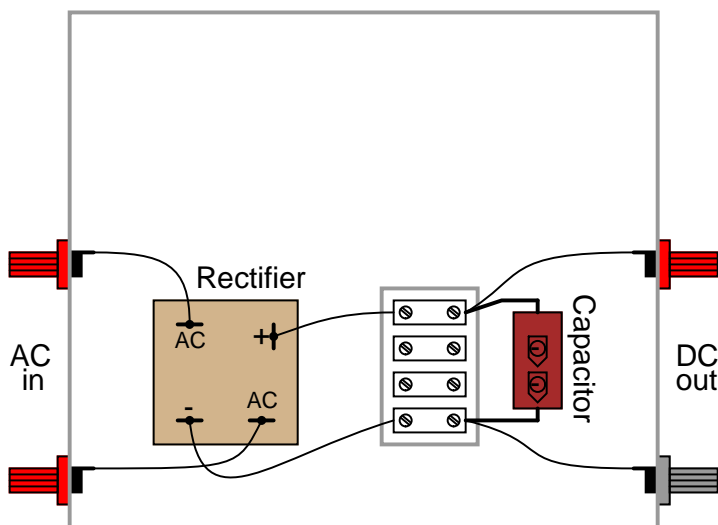 Rectifier
AC
+
-
AC
AC
in
Capacitor
DC
out